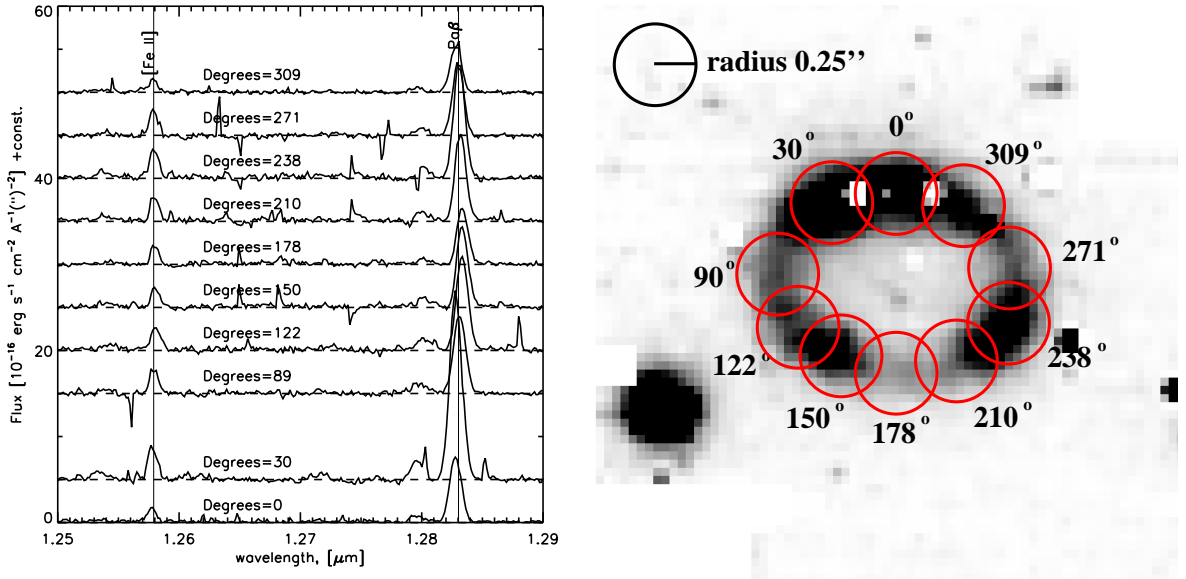 60
40
20
0
Flux [10⁻¹⁶ erg s⁻¹ cm⁻² A⁻¹(")⁻²] +const.
[Fe II]
Paβ
Degrees=309
Degrees=271
Degrees=238
Degrees=210
Degrees=178
Degrees=150
Degrees=122
Degrees=89
Degrees=30
Degrees=0
1.25
1.26
1.27
1.28
1.29
wavelength, [μm]
radius 0.25’’
0°
30°
309°
90°
271°
122°
238°
150°
178°
210°